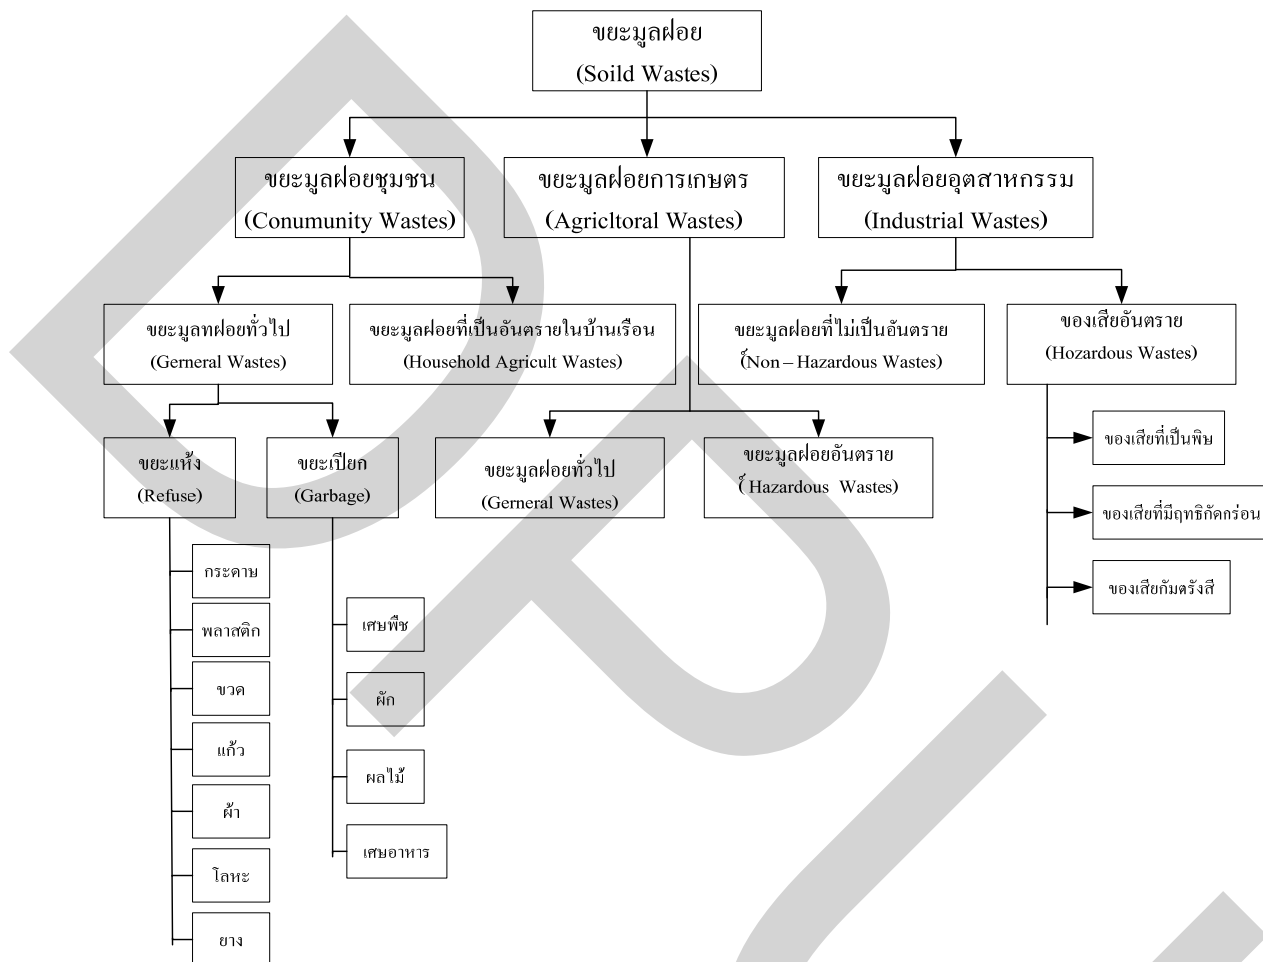 ขยะมูลฝอย
(Soild Wastes)
ขยะมูลฝอยชุมชน
(Conumunity Wastes)
ขยะมูลฝอยการเกษตร
(Agricltoral Wastes)
ขยะมูลฝอยอุตสาหกรรม
(Industrial Wastes)
ขยะมูลทฝอยทั่วไป
(Gerneral Wastes)
ขยะมูลฝอยที่เป็นอันตรายในบ้านเรือน
(Household Agricult Wastes)
ขยะมูลฝอยที่ไม่เป็นอันตราย
(์Non–Hazardous Wastes)
ของเสียอันตราย
(Hozardous Wastes)
ขยะแห้ง
(Refuse)
ขยะเปียก
(Garbage)
ขยะมูลฝอยทั่วไป
(Gerneral Wastes)
ขยะมูลฝอยอันตราย
(์Hazardous Wastes)
ของเสียที่เป็นพิษ
ของเสียที่มีฤทธิกัดกร่อน
ของเสียกัมตรังสี
กระดาษ
พลาสติก
ขวด
แก้ว
ผ้า
โลหะ
ยาง
เศษพืช
ผัก
ผลไม้
เศษอาหาร